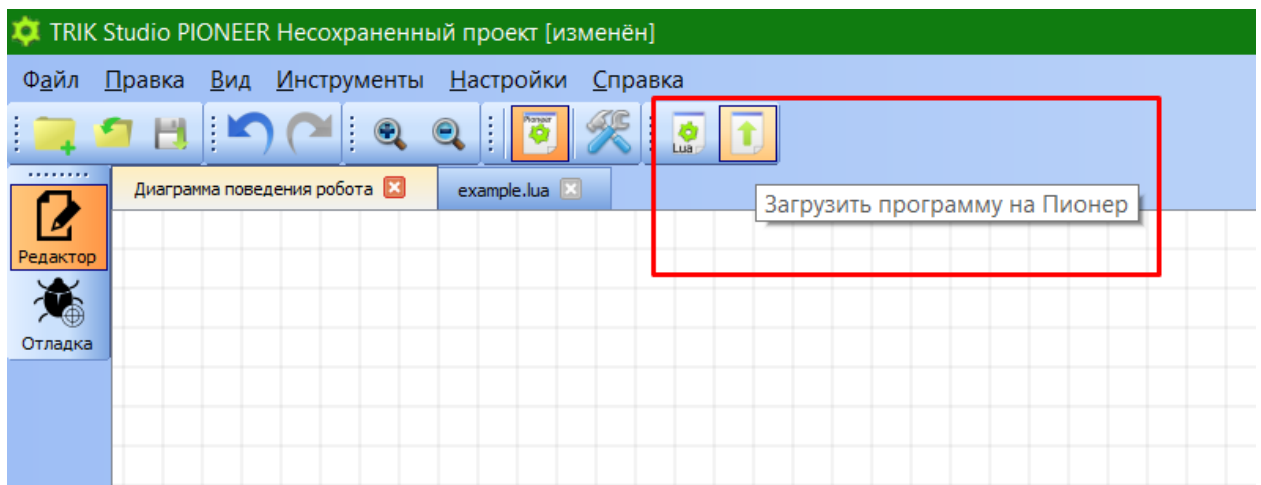 TRIK Studio PIONEER Несохраненный проект [изменён]
Файл Правка Вид Инструменты Настройки Справка
Pioneer
Lua
Диаграмма поведения робота example.lua
Загрузить программу на Пионер
Редактор
Отладка